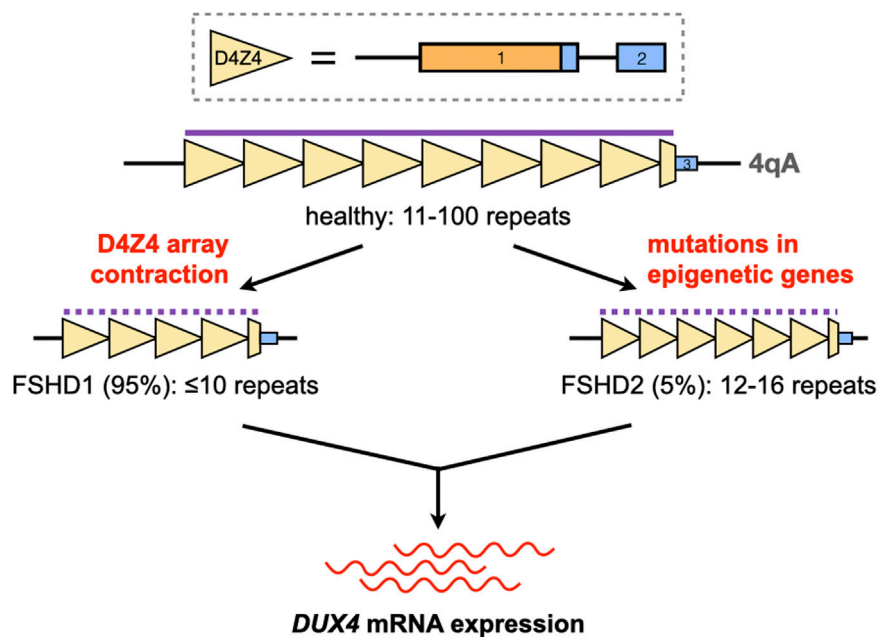 D4Z4 = 1 2
3 4qA
healthy: 11-100 repeats
D4Z4 array
contraction
mutations in
epigenetic genes
FSHD1 (95%): ≤10 repeats
FSHD2 (5%): 12-16 repeats
DUX4 mRNA expression